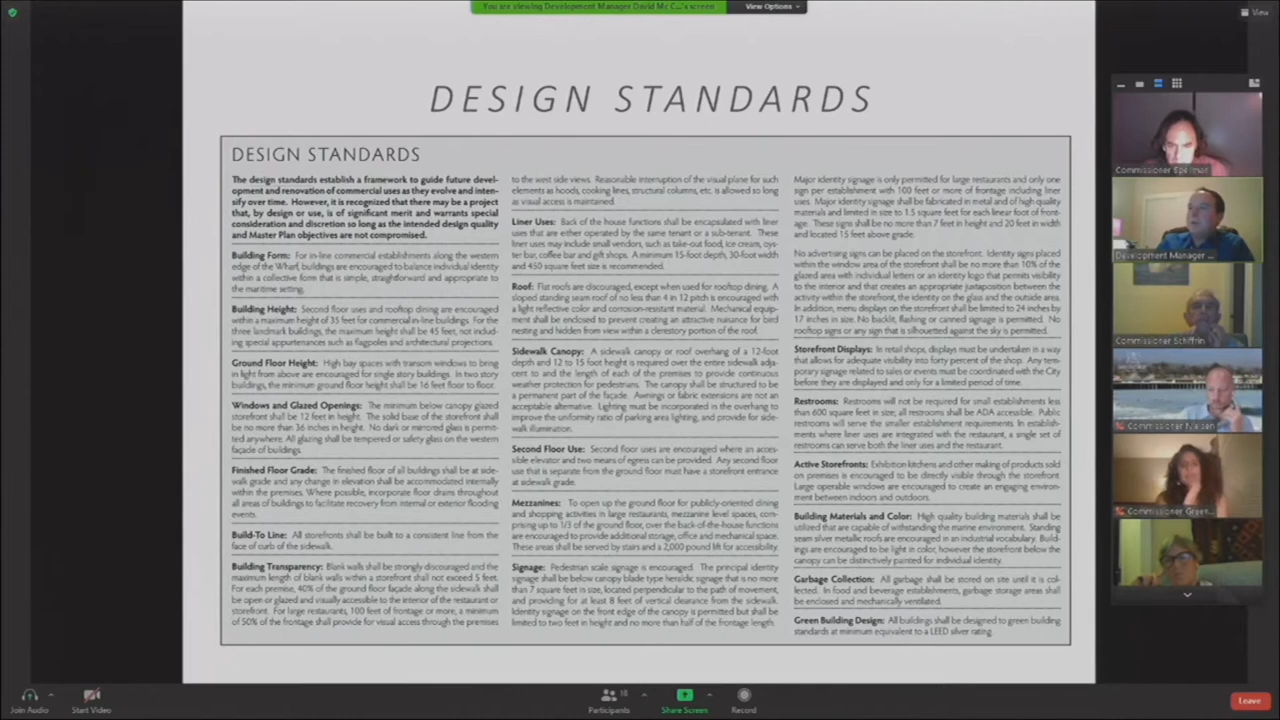 You are viewing Development Manager David Mc C...'s screen
View Options
View
DESIGN STANDARDS
DESIGN STANDARDS
The design standards establish a framework to guide future devel-
opment and renovation of commercial uses as they evolve and inten-
sify over time. However, it is recognized that there may be a project
that, by design or use, is of significant merit and warrants special
consideration and discretion so long as the intended design quality
and Master Plan objectives are not compromised.
Building Form: For in-line commercial establishments along the western
edge of the Wharf, buildings are encouraged to balance individual identity
within a collective form that is simple, straightforward and appropriate to
the maritime setting.
Building Height: Second floor uses and rooftop dining are encouraged
within a maximum height of 35 feet for commercial in-line buildings. For the
three landmark buildings, the maximum height shall be 45 feet, not includ-
ing special appurtenances such as flagpoles and architectural projections.
Ground Floor Height: High bay spaces with transom windows to bring
in light from above are encouraged for single story buildings. In two story
buildings, the minimum ground floor height shall be 16 feet floor to floor.
Windows and Glazed Openings: The minimum below canopy glazed
storefront shall be 12 feet in height. The solid base of the storefront shall
be no more than 36 inches in height. No dark or mirrored glass is permit-
ted anywhere. All glazing shall be tempered or safety glass on the western
façade of buildings.
Finished Floor Grade: The finished floor of all buildings shall be at side-
walk grade and any change in elevation shall be accommodated internally
within the premises. Where possible, incorporate floor drains throughout
all areas of buildings to facilitate recovery from internal or exterior flooding
events.
Build-To Line: All storefronts shall be built to a consistent line from the
face of curb of the sidewalk.
Building Transparency: Blank walls shall be strongly discouraged and the
maximum length of blank walls within a storefront shall not exceed 5 feet.
For each premise, 40% of the ground floor façade along the sidewalk shall
be open or glazed and visually accessible to the interior of the restaurant or
storefront. For large restaurants, 100 feet of frontage or more, a minimum
of 50% of the frontage shall provide for visual access through the premises
to the west side views. Reasonable interruption of the visual plane for such
elements as hoods, cooking lines, structural columns, etc. is allowed so long
as visual access is maintained.
Liner Uses: Back of the house functions shall be encapsulated with liner
uses that are either operated by the same tenant or a sub-tenant. These
liner uses may include small vendors, such as take-out food, ice cream, oys-
ter bar, coffee bar and gift shops. A minimum 15-foot depth, 30-foot width
and 450 square feet size is recommended.
Roof: Flat roofs are discouraged, except when used for rooftop dining. A
sloped standing seam roof of no less than 4 in 12 pitch is encouraged with
a light reflective color and corrosion-resistant material. Mechanical equip-
ment shall be enclosed to prevent creating an attractive nuisance for bird
nesting and hidden from view within a clerestory portion of the roof.
Sidewalk Canopy: A sidewalk canopy or roof overhang of a 12-foot
depth and 12 to 15 foot height is required over the entire sidewalk adja-
cent to and the length of each of the premises to provide continuous
weather protection for pedestrians. The canopy shall be structured to be
a permanent part of the façade. Awnings or fabric extensions are not an
acceptable alternative. Lighting must be incorporated in the overhang to
improve the uniformity ratio of parking area lighting, and provide for side-
walk illumination.
Second Floor Use: Second floor uses are encouraged where an acces-
sible elevator and two means of egress can be provided. Any second floor
use that is separate from the ground floor must have a storefront entrance
at sidewalk grade.
Mezzanines: To open up the ground floor for publicly-oriented dining
and shopping activities in large restaurants, mezzanine level spaces, com-
prising up to 1/3 of the ground floor, over the back-of-the-house functions
are encouraged to provide additional storage, office and mechanical space.
These areas shall be served by stairs and a 2,000 pound lift for accessibility.
Signage: Pedestrian scale signage is encouraged. The principal identity
signage shall be below canopy blade type heraldic signage that is no more
than 7 square feet in size, located perpendicular to the path of movement,
and providing for at least 8 feet of vertical clearance from the sidewalk.
Identity signage on the front edge of the canopy is permitted but shall be
limited to two feet in height and no more than half of the frontage length.
Major identity signage is only permitted for large restaurants and only one
sign per establishment with 100 feet or more of frontage including liner
uses. Major identity signage shall be fabricated in metal and of high quality
materials and limited in size to 1.5 square feet for each linear foot of front-
age. These signs shall be no more than 7 feet in height and 20 feet in width
and located 15 feet above grade.
No advertising signs can be placed on the storefront. Identity signs placed
within the window area of the storefront shall be no more than 10% of the
glazed area with individual letters or an identity logo that permits visibility
to the interior and that creates an appropriate juxtaposition between the
activity within the storefront, the identity on the glass and the outside area.
In addition, menu displays on the storefront shall be limited to 24 inches by
17 inches in size. No backlit, flashing or canned signage is permitted. No
rooftop signs or any sign that is silhouetted against the sky is permitted.
Storefront Displays: In retail shops, displays must be undertaken in a way
that allows for adequate visibility into forty percent of the shop. Any tem-
porary signage related to sales or events must be coordinated with the City
before they are displayed and only for a limited period of time.
Restrooms: Restrooms will not be required for small establishments less
than 600 square feet in size; all restrooms shall be ADA accessible. Public
restrooms will serve the smaller establishment requirements. In establish-
ments where liner uses are integrated with the restaurant, a single set of
restrooms can serve both the liner uses and the restaurant.
Active Storefronts: Exhibition kitchens and other making of products sold
on premises is encouraged to be directly visible through the storefront.
Large operable windows are encouraged to create an engaging environ-
ment between indoors and outdoors.
Building Materials and Color: High quality building materials shall be
utilized that are capable of withstanding the marine environment. Standing
seam silver metallic roofs are encouraged in an industrial vocabulary. Build-
ings are encouraged to be light in color, however the storefront below the
canopy can be distinctively painted for individual identity.
Garbage Collection: All garbage shall be stored on site until it is col-
lected. In food and beverage establishments, garbage storage areas shall
be enclosed and mechanically ventilated.
Green Building Design: All buildings shall be designed to green building
standards at minimum equivalent to a LEED silver rating.
Commissioner Spellman
Development Manager ...
Commissioner Schiffrin
Commissioner Nielsen
Commissioner Green...
Join Audio
Start Video
Participants
18
Share Screen
Record
Leave